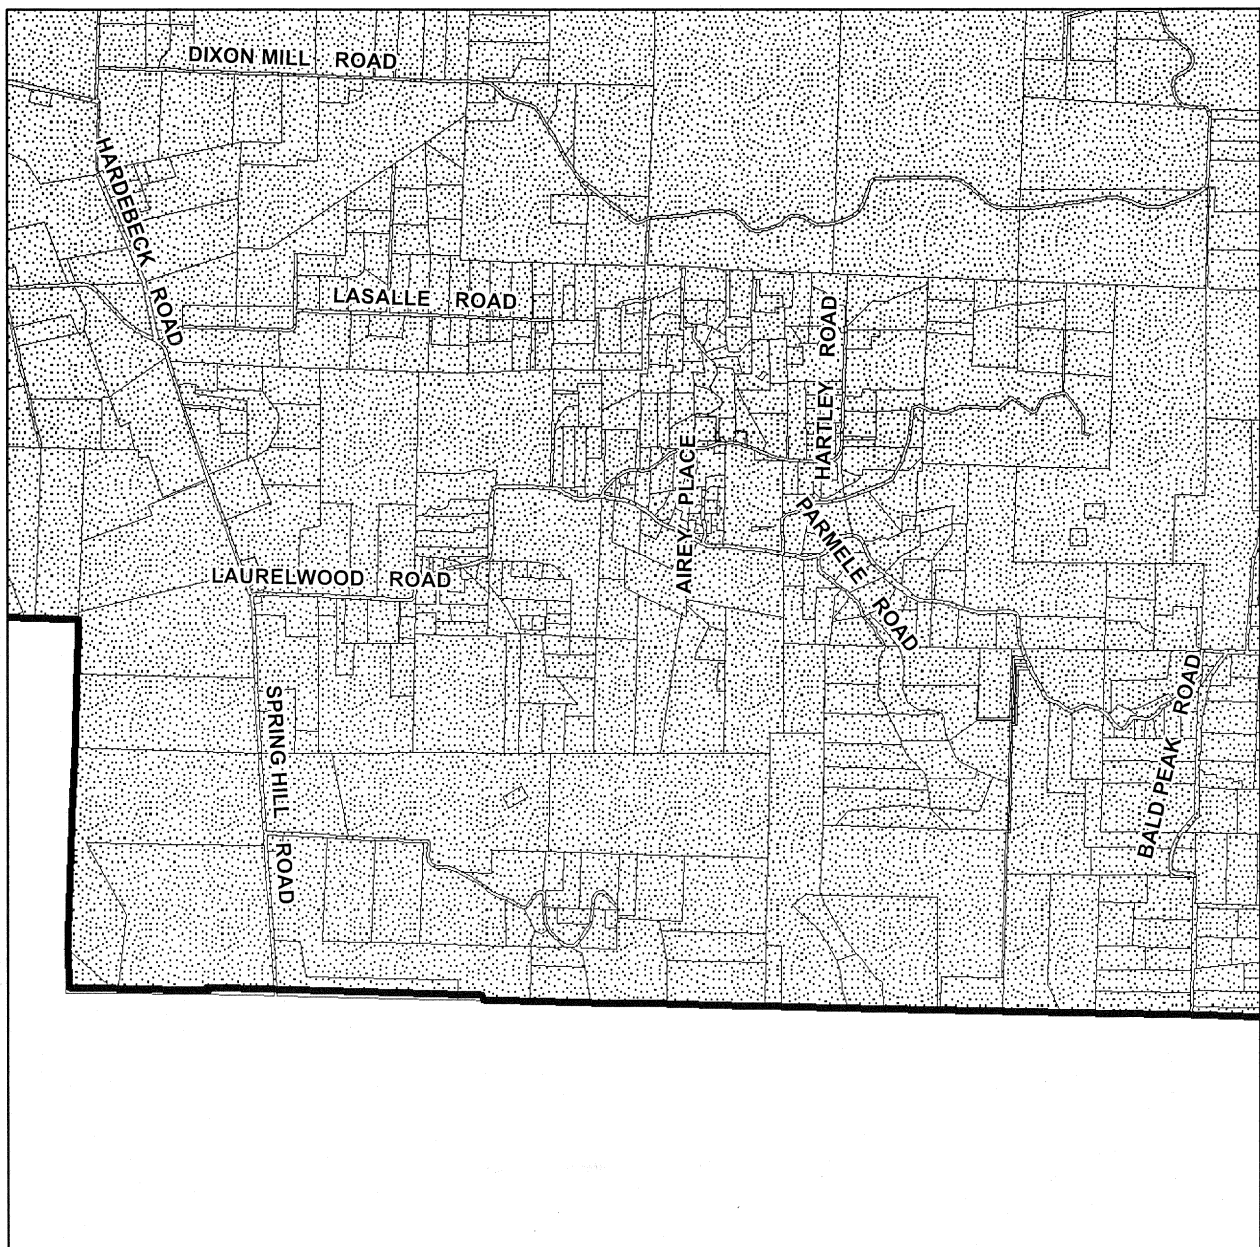 DIXON MILL ROAD
HARDEBECK ROAD
LASALLE ROAD
HARTLEY ROAD
AIREY PLACE
PARMELE ROAD
LAURELWOOD ROAD
SPRING HILL ROAD
BALD PEAK ROAD